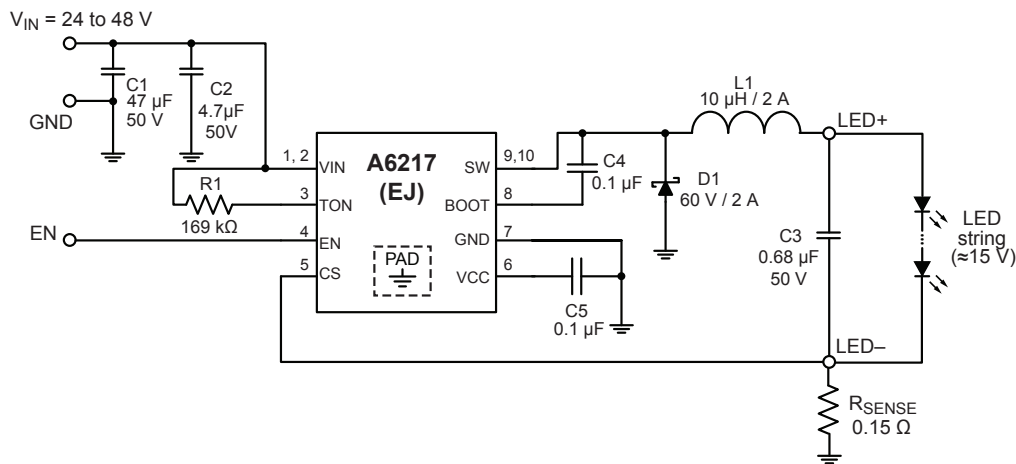 V_IN = 24 to 48 V
GND
C1
47 µF
50 V
C2
4.7µF
50V
R1
169 kΩ
EN
1, 2
3
4
5
VIN
TON
EN
CS
A6217
(EJ)
PAD
SW
BOOT
GND
VCC
9,10
8
7
6
C4
0.1 µF
C5
0.1 µF
D1
60 V / 2 A
L1
10 µH / 2 A
LED+
C3
0.68 µF
50 V
LED
string
(≈15 V)
LED–
R_SENSE
0.15 Ω